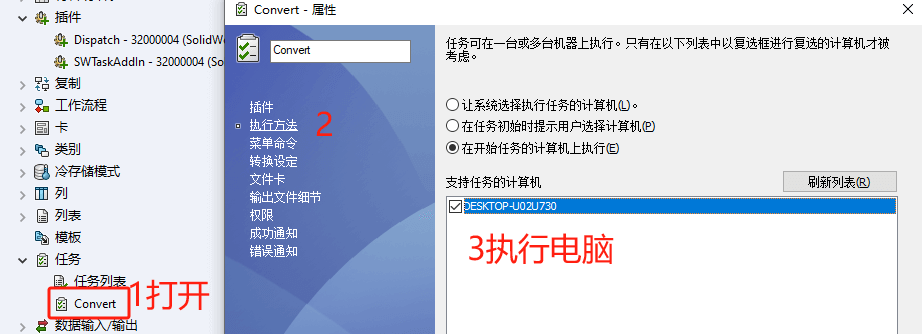 插件
Dispatch - 32000004 (SolidWo
SWTaskAddIn - 32000004 (So
复制
工作流程
卡
类别
冷存储模式
列
列表
模板
任务
任务列表
Convert
数据输入/输出
1打开
Convert - 属性
Convert
插件
执行方法
菜单命令
转换设定
文件卡
输出文件细节
权限
成功通知
错误通知
2
任务可在一台或多台机器上执行。只有在以下列表中以复选框进行复选的计算机才被
考虑。
让系统选择执行任务的计算机(L)。
在任务初始时提示用户选择计算机(P)
在开始任务的计算机上执行(E)
支持任务的计算机
刷新列表(R)
DESKTOP-U02U730
3执行电脑